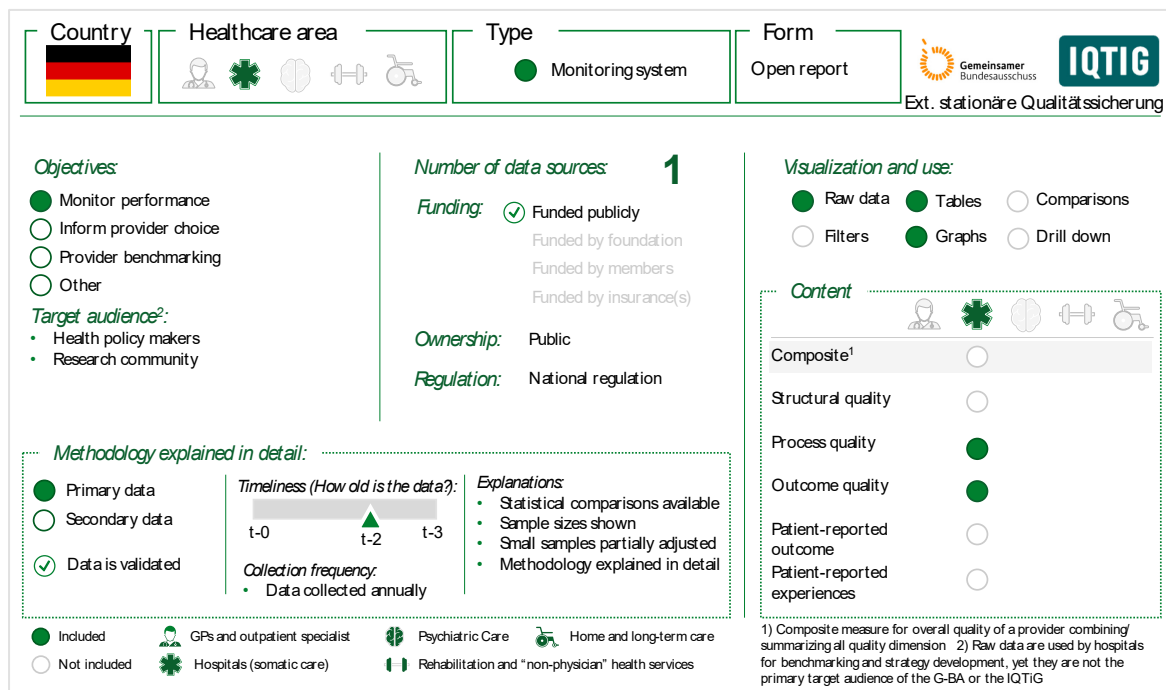 Country
Healthcare area
Type
Monitoring system
Form
Open report
Gemeinsamer
Bundesausschuss
IQTIG
Ext. stationäre Qualitätssicherung
Objectives:
Monitor performance
Inform provider choice
Provider benchmarking
Other
Target audience2:
• Health policy makers
• Research community
Number of data sources: 1
Funding:
Funded publicly
Funded by foundation
Funded by members
Funded by insurance(s)
Ownership: Public
Regulation: National regulation
Visualization and use:
Raw data Tables Comparisons
Filters Graphs Drill down
Content
Composite1
Structural quality
Process quality
Outcome quality
Patient-reported
outcome
Patient-reported
experiences
Methodology explained in detail:
Primary data
Secondary data
Data is validated
Timeliness (How old is the data?):
t-0 t-2 t-3
Collection frequency:
• Data collected annually
Explanations:
• Statistical comparisons available
• Sample sizes shown
• Small samples partially adjusted
• Methodology explained in detail
Included GPs and outpatient specialist Psychiatric Care Home and long-term care
Not included Hospitals (somatic care) Rehabilitation and “non-physician” health services
1) Composite measure for overall quality of a provider combining/
summarizing all quality dimension 2) Raw data are used by hospitals
for benchmarking and strategy development, yet they are not the
primary target audience of the G-BA or the IQTiG